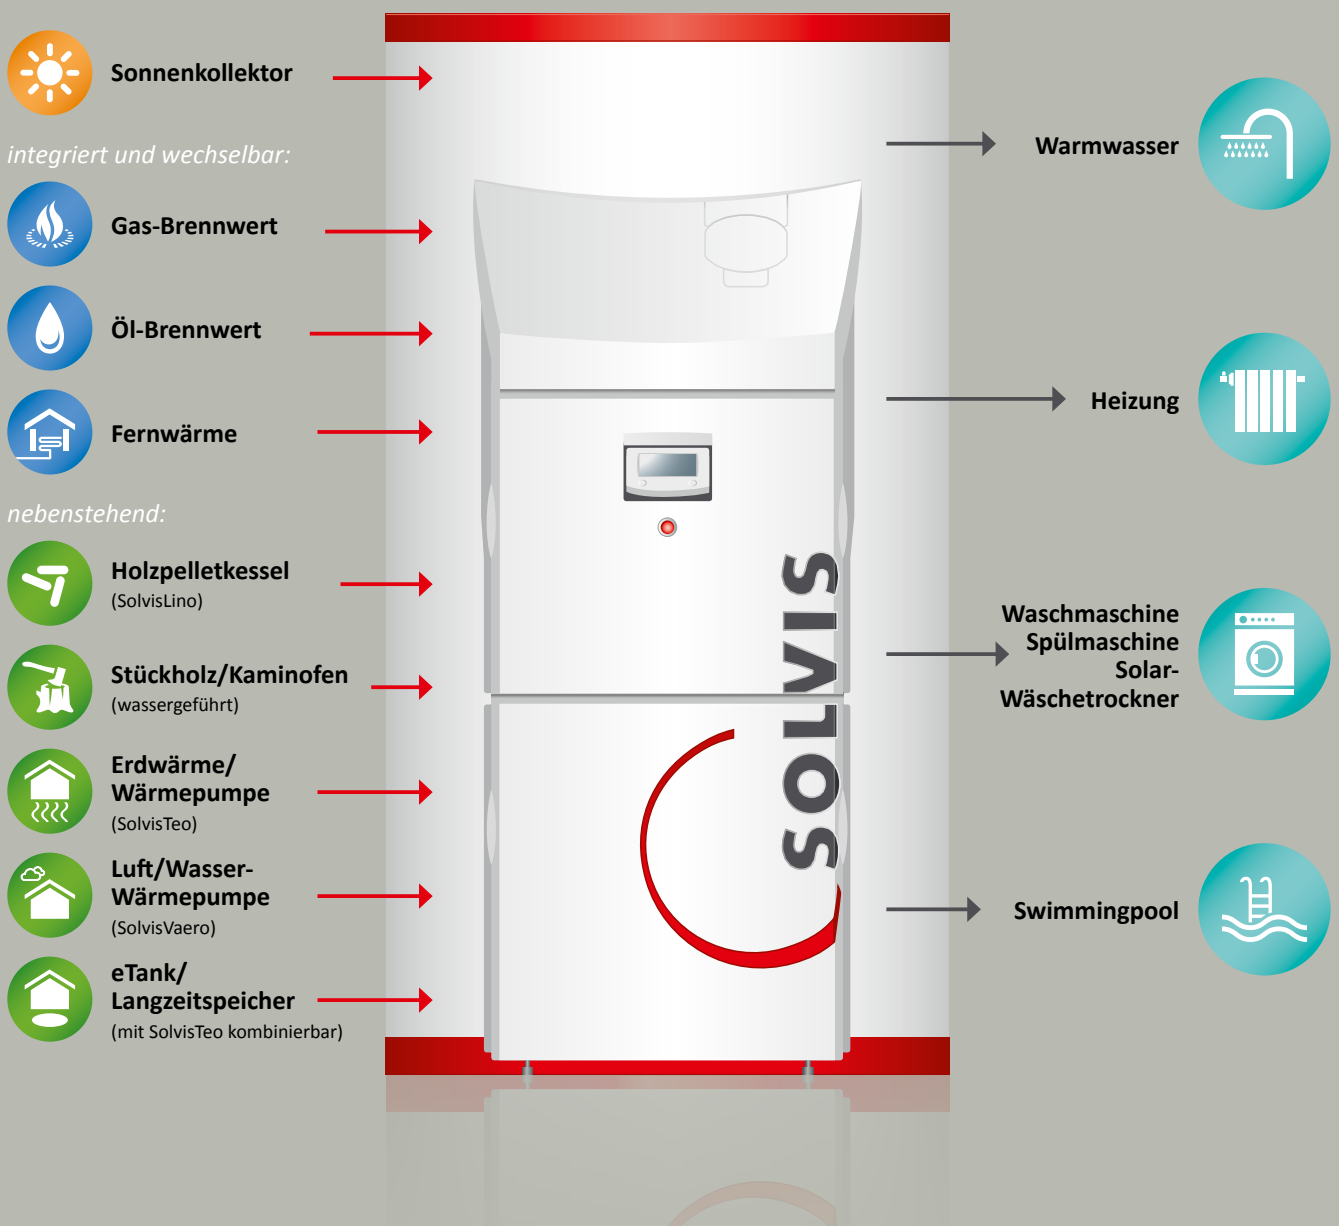 Sonnenkollektor
integriert und wechselbar:
Gas-Brennwert
Öl-Brennwert
Fernwärme
nebenstehend:
Holzpelletkessel
(SolvisLino)
Stückholz/Kaminofen
(wassergeführt)
Erdwärme/
Wärmepumpe
(SolvisTeo)
Luft/Wasser-
Wärmepumpe
(SolvisVaero)
eTank/
Langzeitspeicher
(mit SolvisTeo kombinierbar)
SOLVIS
Warmwasser
Heizung
Waschmaschine
Spülmaschine
Solar-
Wäschetrockner
Swimmingpool